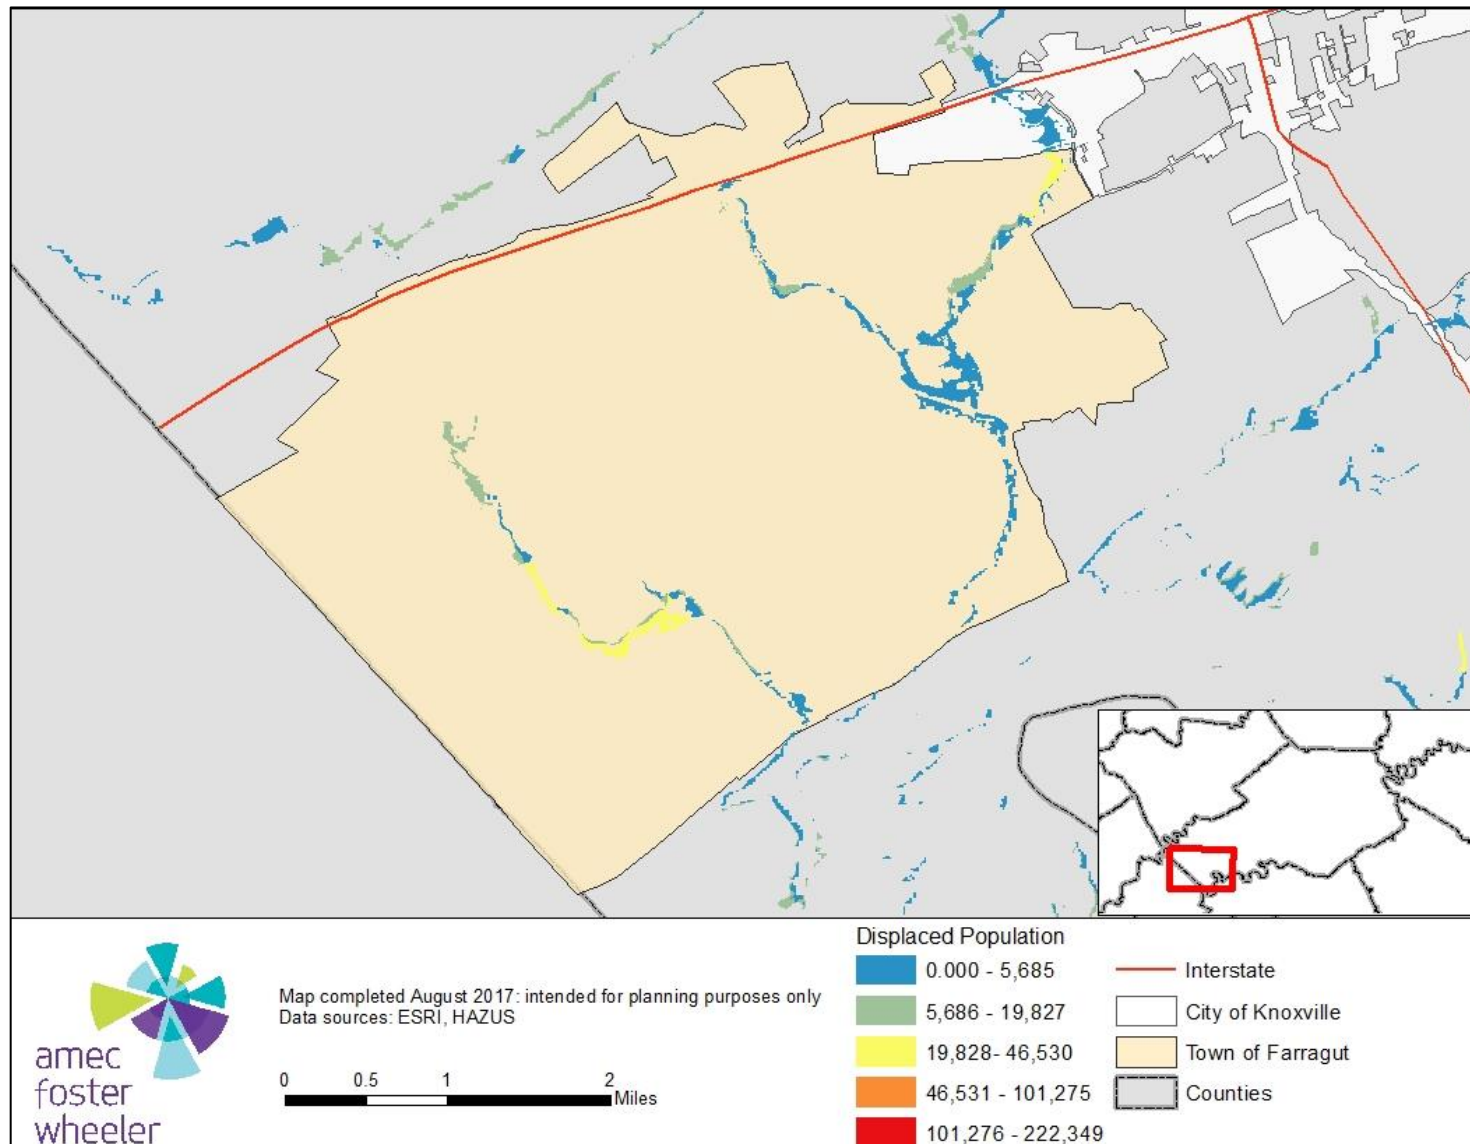 amec
foster
wheeler
Map completed August 2017: intended for planning purposes only
Data sources: ESRI, HAZUS
0 0.5 1 2
Miles
Displaced Population
0.000 - 5,685
5,686 - 19,827
19,828- 46,530
46,531 - 101,275
101,276 - 222,349
Interstate
City of Knoxville
Town of Farragut
Counties